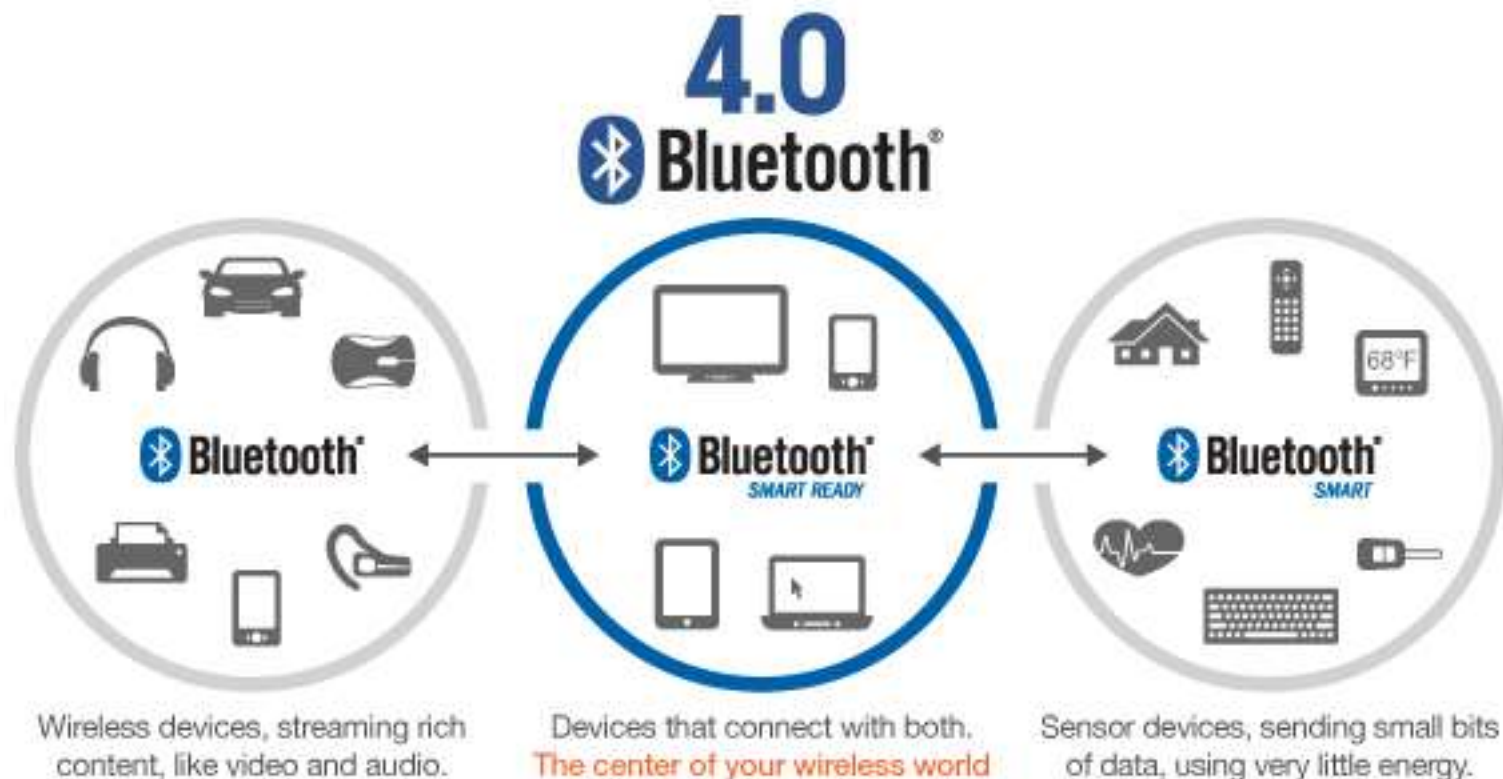 4.0
Bluetooth®
68°F
Bluetooth®
Bluetooth®
SMART READY
Bluetooth®
SMART
Wireless devices, streaming rich
content, like video and audio.
Devices that connect with both.
The center of your wireless world
Sensor devices, sending small bits
of data, using very little energy.